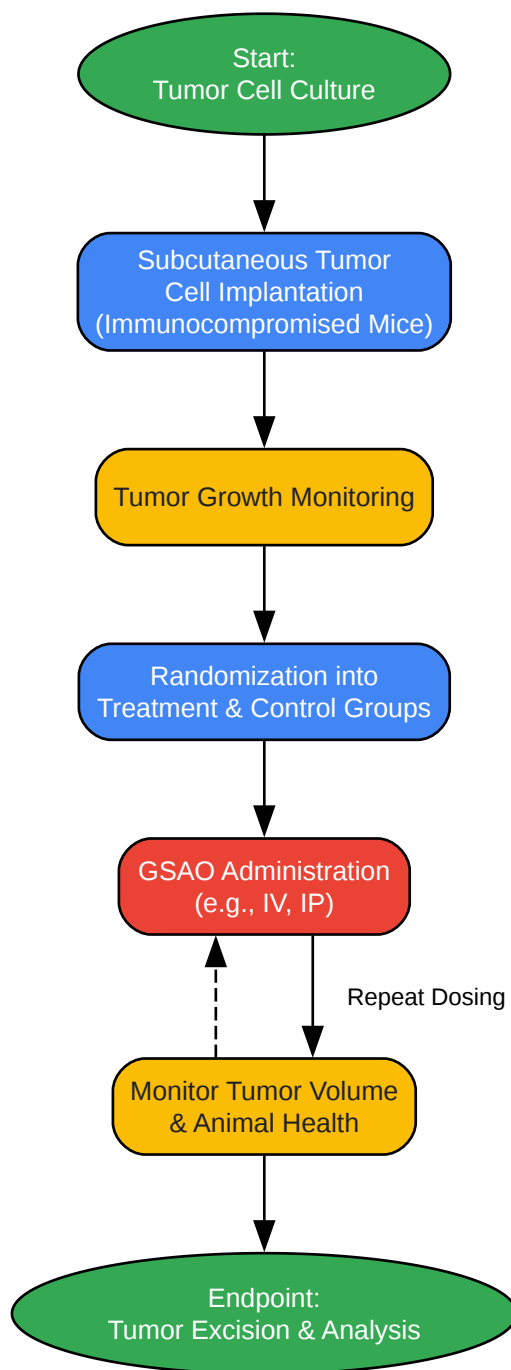 Start:
Tumor Cell Culture
Subcutaneous Tumor
Cell Implantation
(Immunocompromised Mice)
Tumor Growth Monitoring
Randomization into
Treatment & Control Groups
GSAO Administration
(e.g., IV, IP)
Repeat Dosing
Monitor Tumor Volume
& Animal Health
Endpoint:
Tumor Excision & Analysis